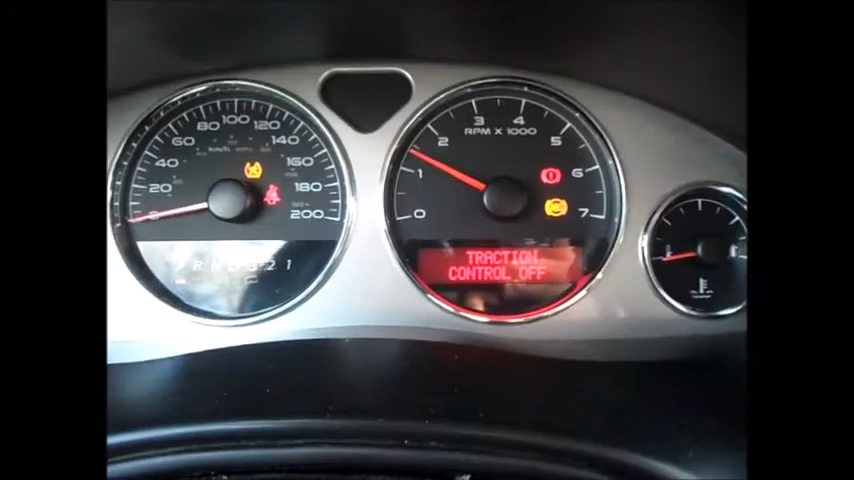 80 100 120
60 km/h 140
40 160
20 180
200
P R N D 3 2 1
3 4
RPM X 1000
2 5
1 6
0 7
ABS
TRACTION
CONTROL OFF